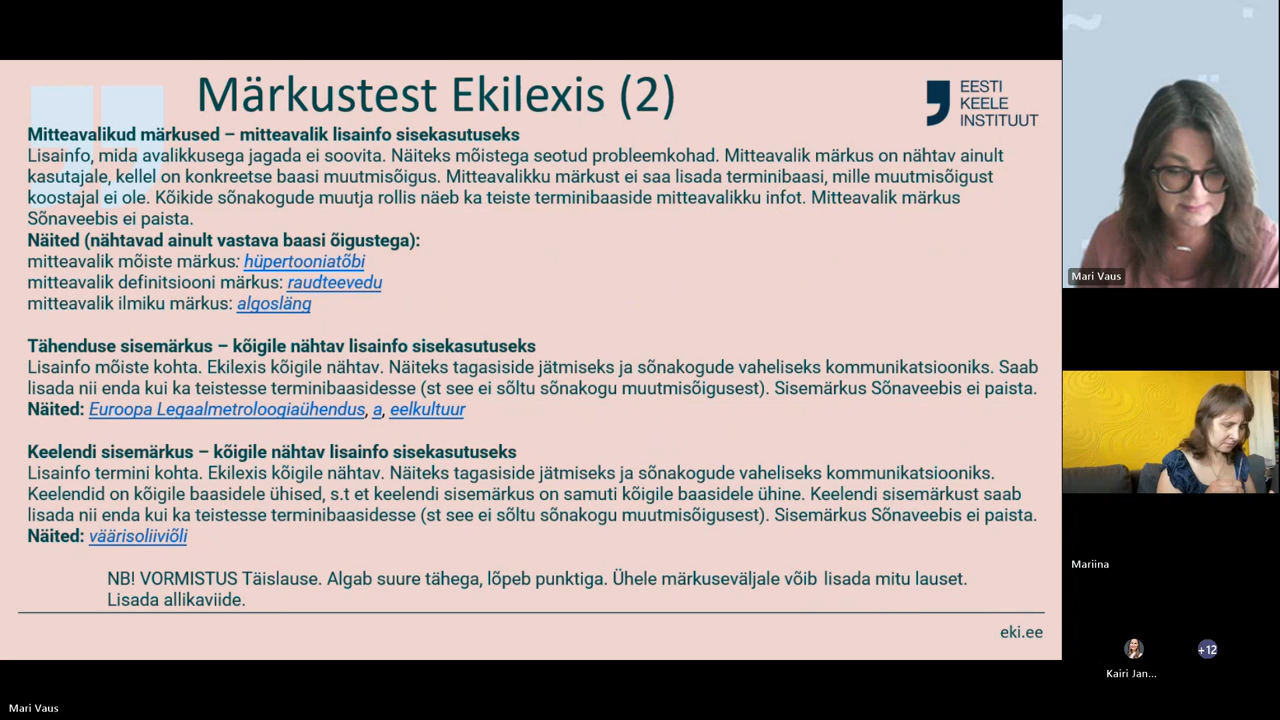 Märkustest Ekilexis (2)
EESTI
KEELE
INSTITUUT
Mitteavalikud märkused – mitteavalik lisainfo sisekasutuseks
Lisainfo, mida avalikkusega jagada ei soovita. Näiteks mõistega seotud probleemkohad. Mitteavalik märkus on nähtav ainult
kasutajale, kellel on konkreetse baasi muutmisõigus. Mitteavalikku märkust ei saa lisada terminibaasi, mille muutmisõigust
koostajal ei ole. Kõikide sõnakogude muutja rollis näeb ka teiste terminibaaside mitteavalikku infot. Mitteavalik märkus
Sõnaveebis ei paista.
Näited (nähtavad ainult vastava baasi õigustega):
mitteavalik mõiste märkus: hüpertooniatõbi
mitteavalik definitsiooni märkus: raudteevedu
mitteavalik ilmiku märkus: algosläng
Tähenduse sisemärkus – kõigile nähtav lisainfo sisekasutuseks
Lisainfo mõiste kohta. Ekilexis kõigile nähtav. Näiteks tagasiside jätmiseks ja sõnakogude vaheliseks kommunikatsiooniks. Saab
lisada nii enda kui ka teistesse terminibaasidesse (st see ei sõltu sõnakogu muutmisõigusest). Sisemärkus Sõnaveebis ei paista.
Näited: Euroopa Legaalmetroloogiaühendus, a, eelkultuur
Keelendi sisemärkus – kõigile nähtav lisainfo sisekasutuseks
Lisainfo termini kohta. Ekilexis kõigile nähtav. Näiteks tagasiside jätmiseks ja sõnakogude vaheliseks kommunikatsiooniks.
Keelendid on kõigile baasidele ühised, s.t et keelendi sisemärkus on samuti kõigile baasidele ühine. Keelendi sisemärkust saab
lisada nii enda kui ka teistesse terminibaasidesse (st see ei sõltu sõnakogu muutmisõigusest). Sisemärkus Sõnaveebis ei paista.
Näited: väärisoliiviõli
NB! VORMISTUS Täislause. Algab suure tähega, lõpeb punktiga. Ühele märkuseväljale võib lisada mitu lauset.
Lisada allikaviide.
eki.ee
Mari Vaus
Mari Vaus
Mariina
Kairi Jan...
+12